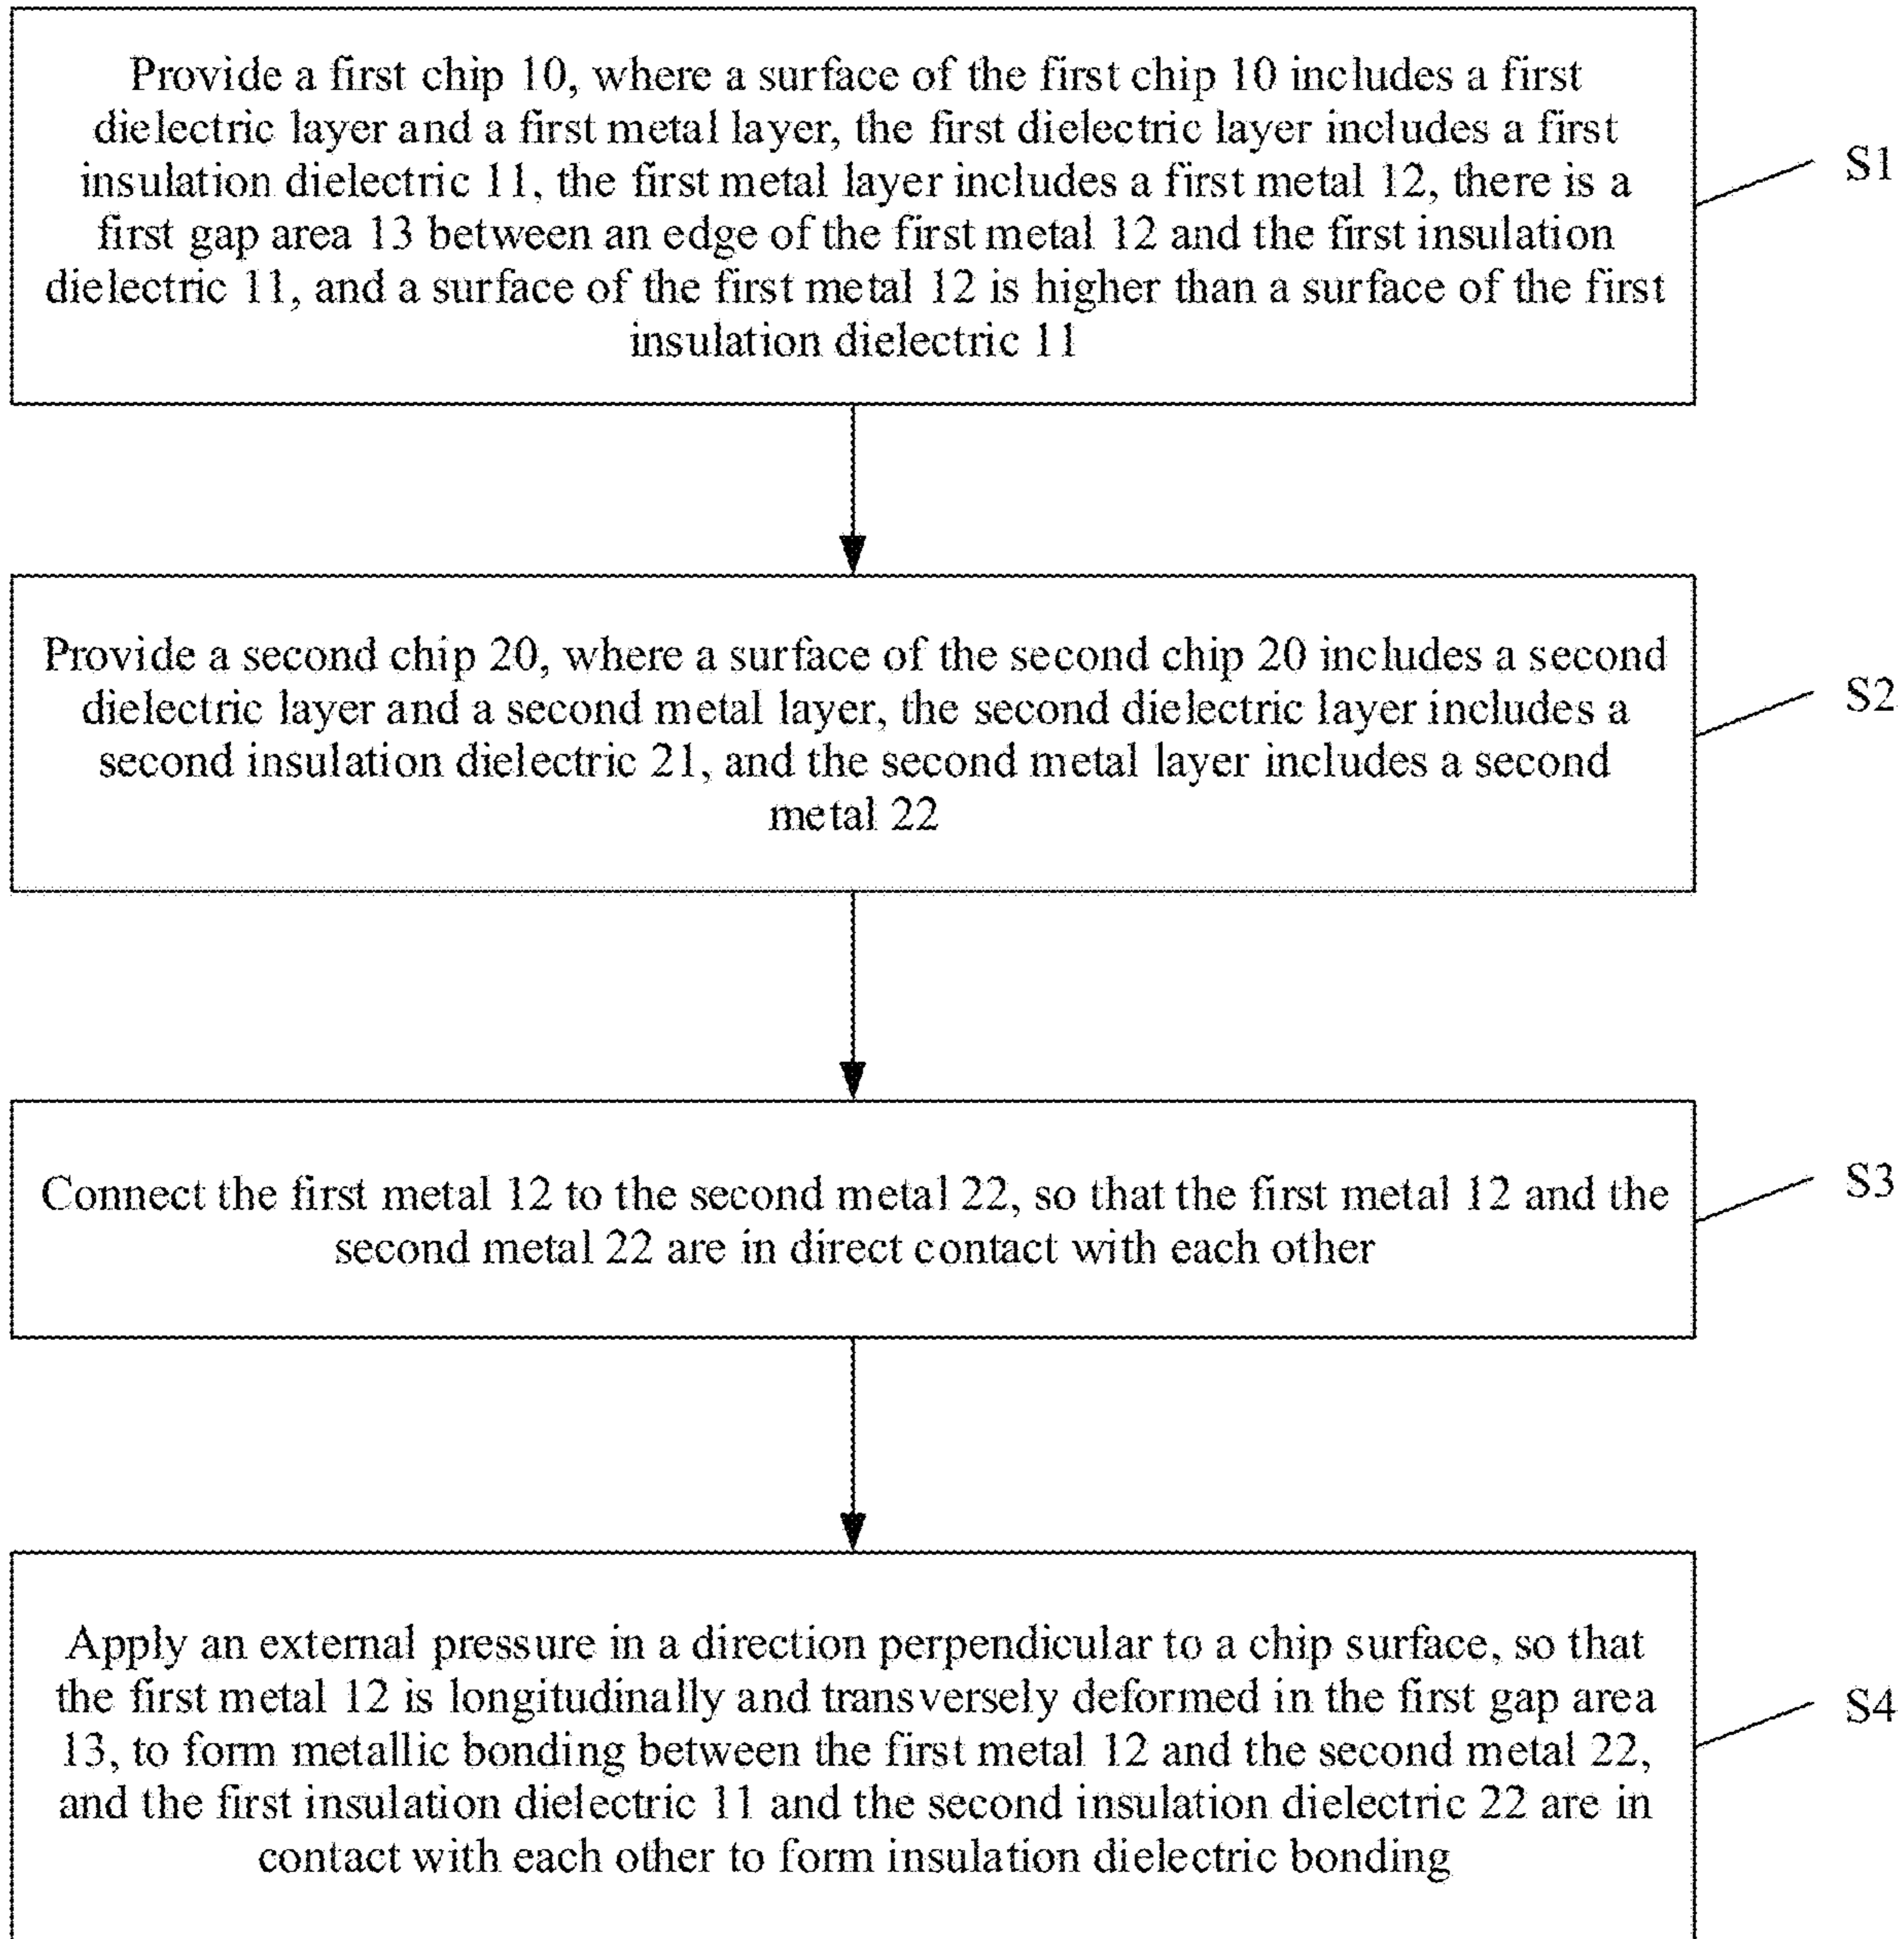 Provide a first chip 10, where a surface of the first chip 10 includes a first
dielectric layer and a first metal layer, the first dielectric layer includes a first
insulation dielectric 11, the first metal layer includes a first metal 12, there is a
first gap area 13 between an edge of the first metal 12 and the first insulation
dielectric 11, and a surface of the first metal 12 is higher than a surface of the first
insulation dielectric 11
S1
Provide a second chip 20, where a surface of the second chip 20 includes a second
dielectric layer and a second metal layer, the second dielectric layer includes a
second insulation dielectric 21, and the second metal layer includes a second
metal 22
S2
Connect the first metal 12 to the second metal 22, so that the first metal 12 and the
second metal 22 are in direct contact with each other
S3
Apply an external pressure in a direction perpendicular to a chip surface, so that
the first metal 12 is longitudinally and transversely deformed in the first gap area
13, to form metallic bonding between the first metal 12 and the second metal 22,
and the first insulation dielectric 11 and the second insulation dielectric 22 are in
contact with each other to form insulation dielectric bonding
S4